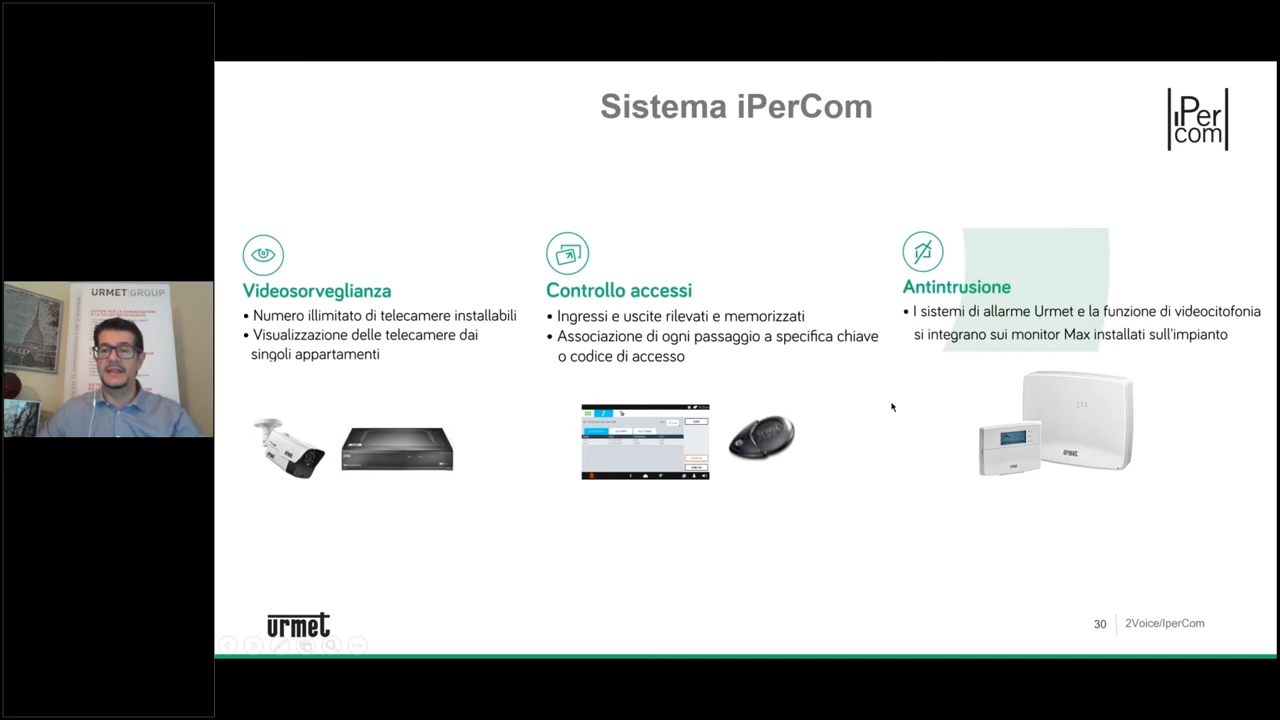 Sistema iPerCom
iPer
com
Videosorveglianza
• Numero illimitato di telecamere installabili
• Visualizzazione delle telecamere dai
singoli appartamenti
Controllo accessi
• Ingressi e uscite rilevati e memorizzati
• Associazione di ogni passaggio a specifica chiave
o codice di accesso
Antintrusione
• I sistemi di allarme Urmet e la funzione di videocitofonia
si integrano sui monitor Max installati sull'impianto
URMET GROUP
urmet
urmet
30
2Voice/IperCom